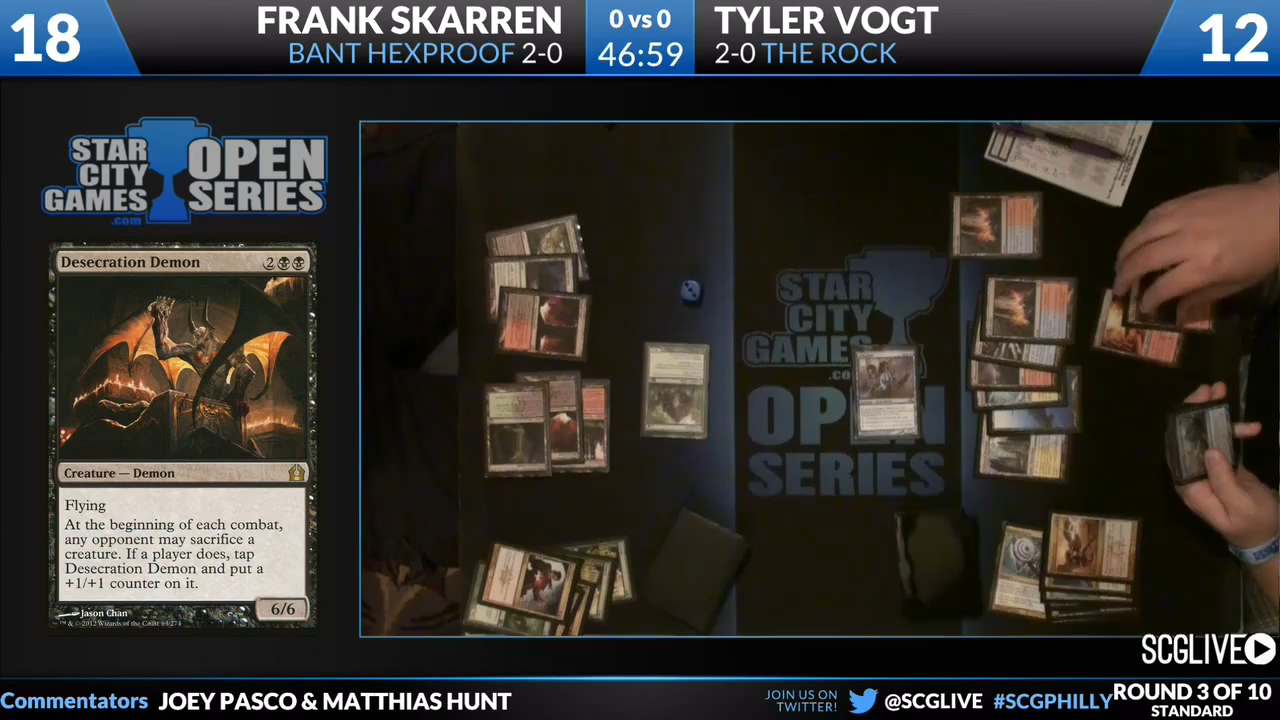 18
FRANK SKARREN
BANT HEXPROOF 2-0
0 vs 0
46:59
TYLER VOGT
2-0 THE ROCK
12
STAR
CITY
GAMES
.com
OPEN
SERIES
Desecration Demon 2
Creature — Demon
Flying
At the beginning of each combat,
any opponent may sacrifice a
creature. If a player does, tap
Desecration Demon and put a
+1/+1 counter on it.
6/6
Jason Chan
STAR
CITY
GAMES
.co
OPEN
SERIES
SCGLIVE
Commentators JOEY PASCO & MATTHIAS HUNT
JOIN US ON
TWITTER!
@SCGLIVE #SCGPHILLY
ROUND 3 OF 10
STANDARD